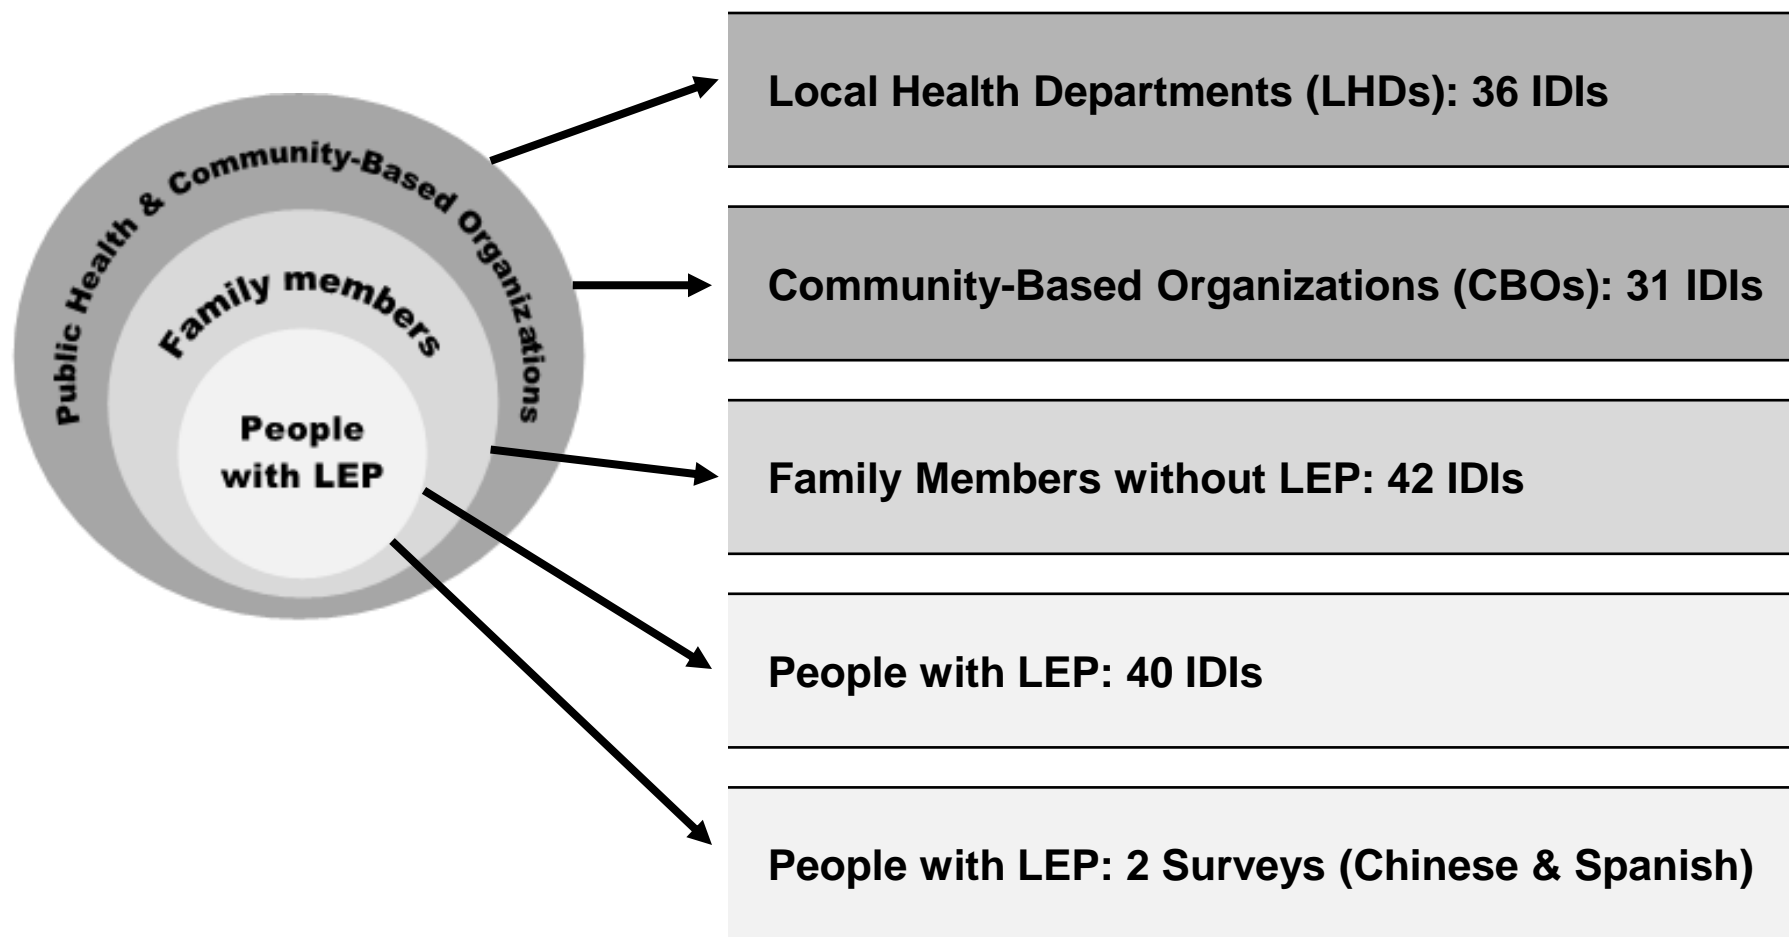 Public Health & Community-Based Organizations
Family members
People
with LEP
Local Health Departments (LHDs): 36 IDIs
Community-Based Organizations (CBOs): 31 IDIs
Family Members without LEP: 42 IDIs
People with LEP: 40 IDIs
People with LEP: 2 Surveys (Chinese & Spanish)